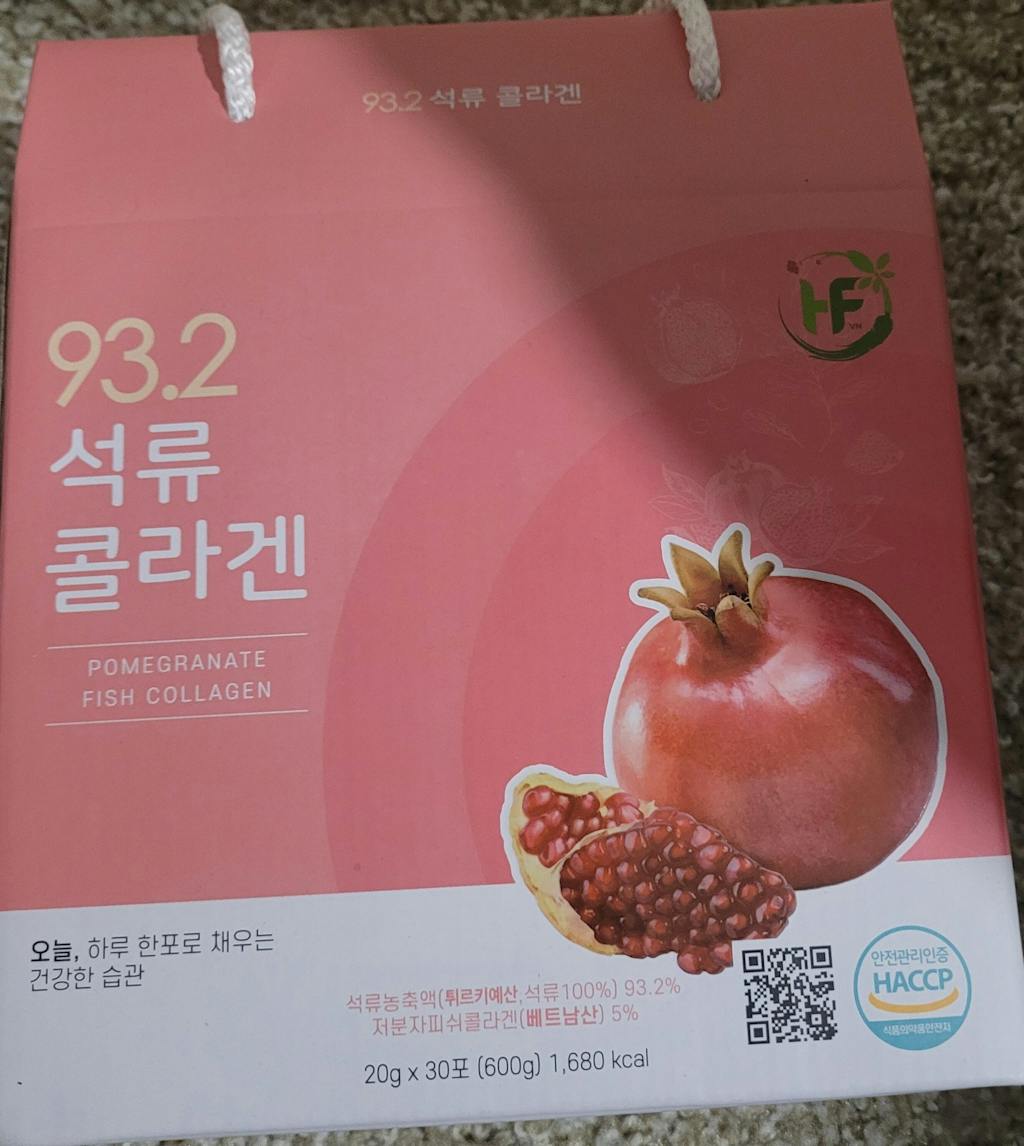 93.2 석류 콜라겐
HF
VN
93.2
석류
콜라겐
POMEGRANATE
FISH COLLAGEN
오늘, 하루 한포로 채우는
건강한 습관
석류농축액(튀르키예산,석류100%) 93.2%
저분자피쉬콜라겐(베트남산) 5%
20g x 30포 (600g) 1,680 kcal
안전관리인증
HACCP
식품의약품안전처